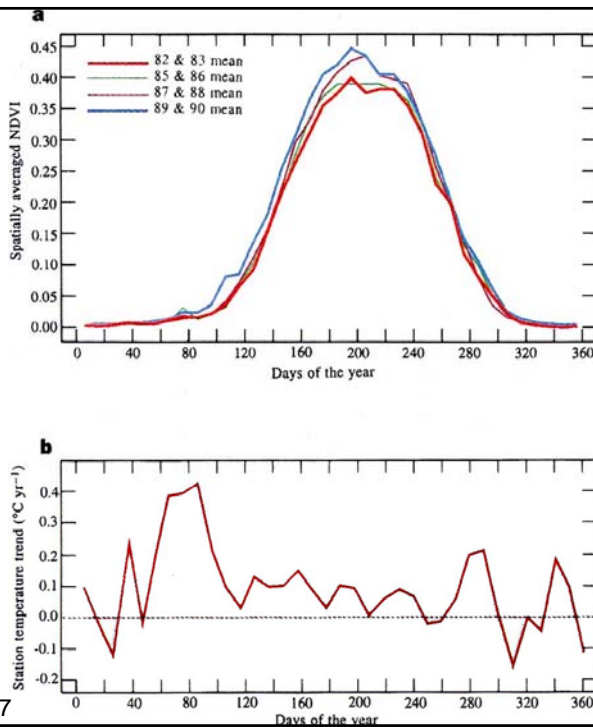 a
0.45
0.40
0.35
0.30
0.25
0.20
0.15
0.10
0.05
0.00
Spatially averaged NDVI
82 & 83 mean
85 & 86 mean
87 & 88 mean
89 & 90 mean
0 40 80 120 160 200 240 280 320 360
Days of the year
b
0.4
0.3
0.2
0.1
0.0
-0.1
-0.2
Station temperature trend (°C yr⁻¹)
0 40 80 120 160 200 240 280 320 360
Days of the year
7